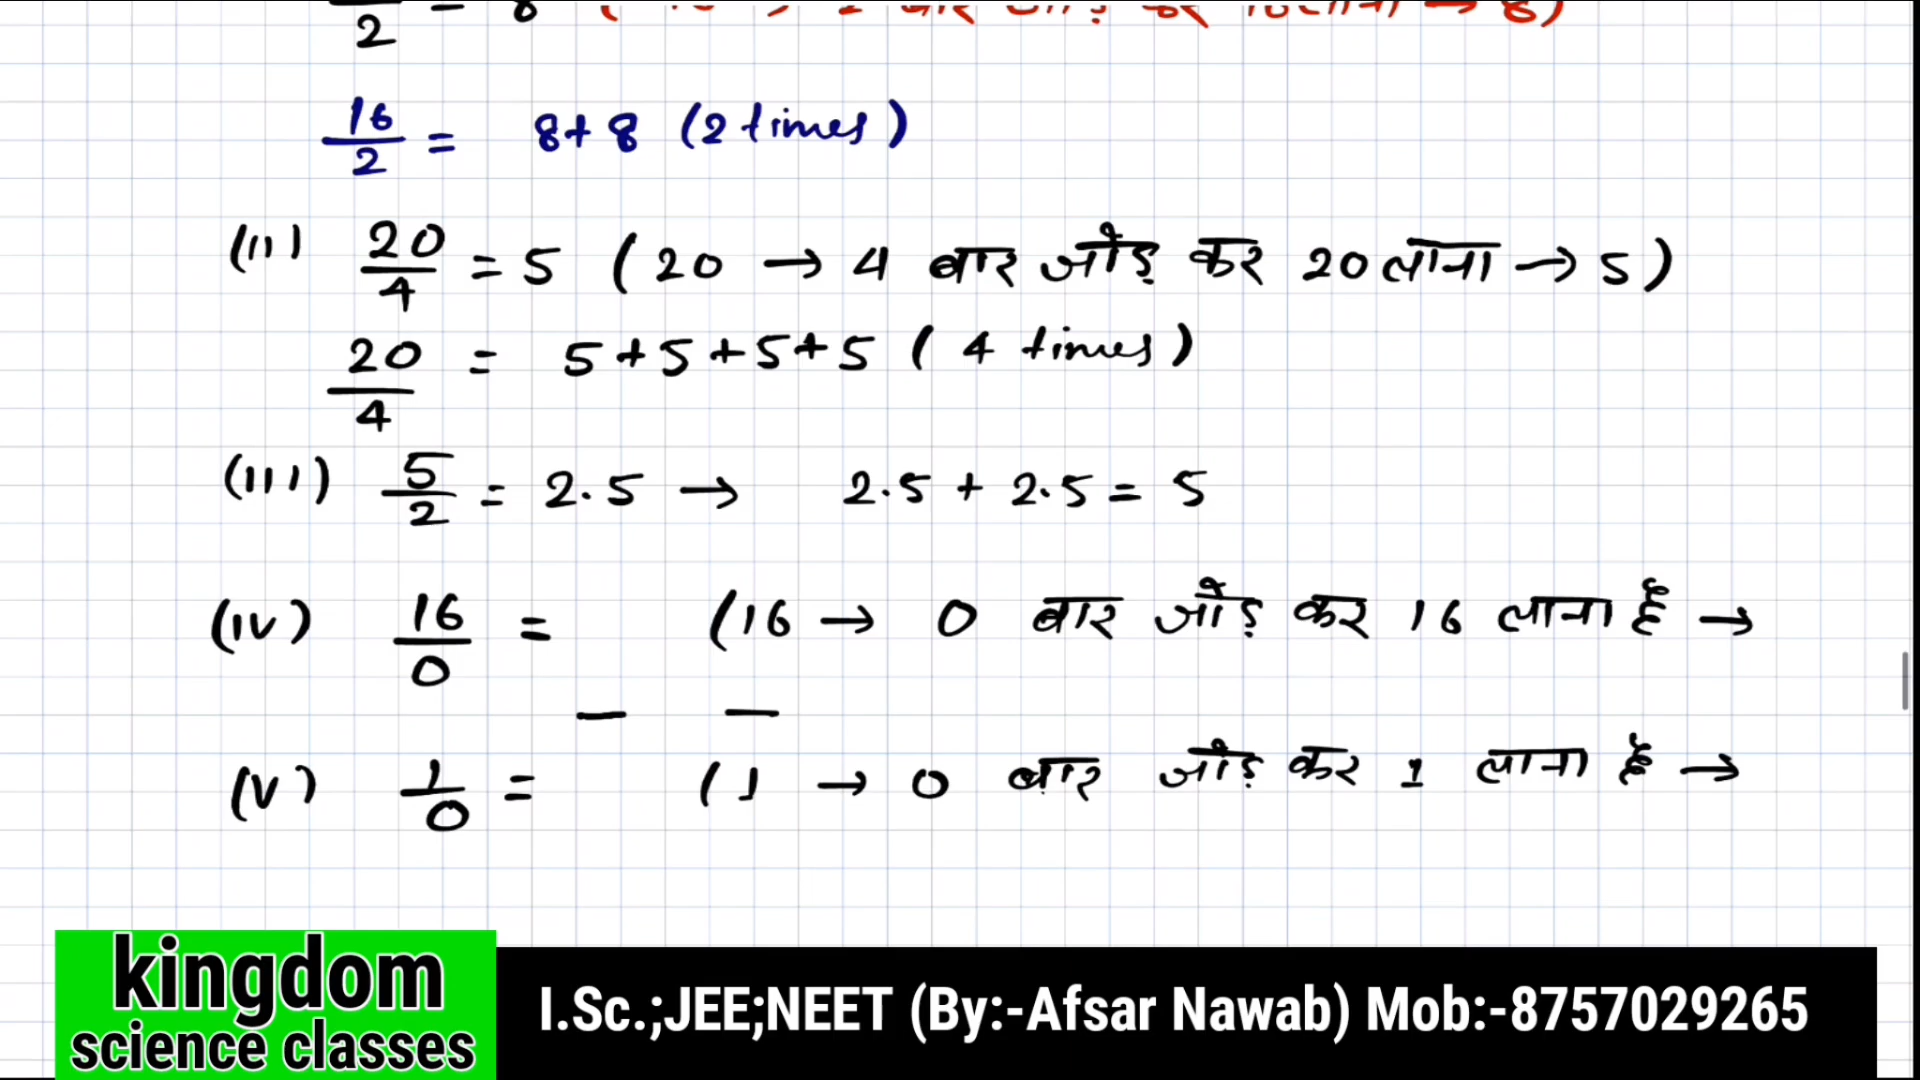 2 = 8
16/2 = 8+8 (2 times)
(ii) 20/4 = 5 (20 → 4 बार जोड़ कर 20 लाना → 5)
20/4 = 5+5+5+5 (4 times)
(iii) 5/2 = 2.5 → 2.5 + 2.5 = 5
(iv) 16/0 = (16 → 0 बार जोड़ कर 16 लाना है →
— —
(v) 1/0 = (1 → 0 बार जोड़ कर 1 लाना है →
kingdom
science classes
I.Sc.;JEE;NEET (By:-Afsar Nawab) Mob:-8757029265